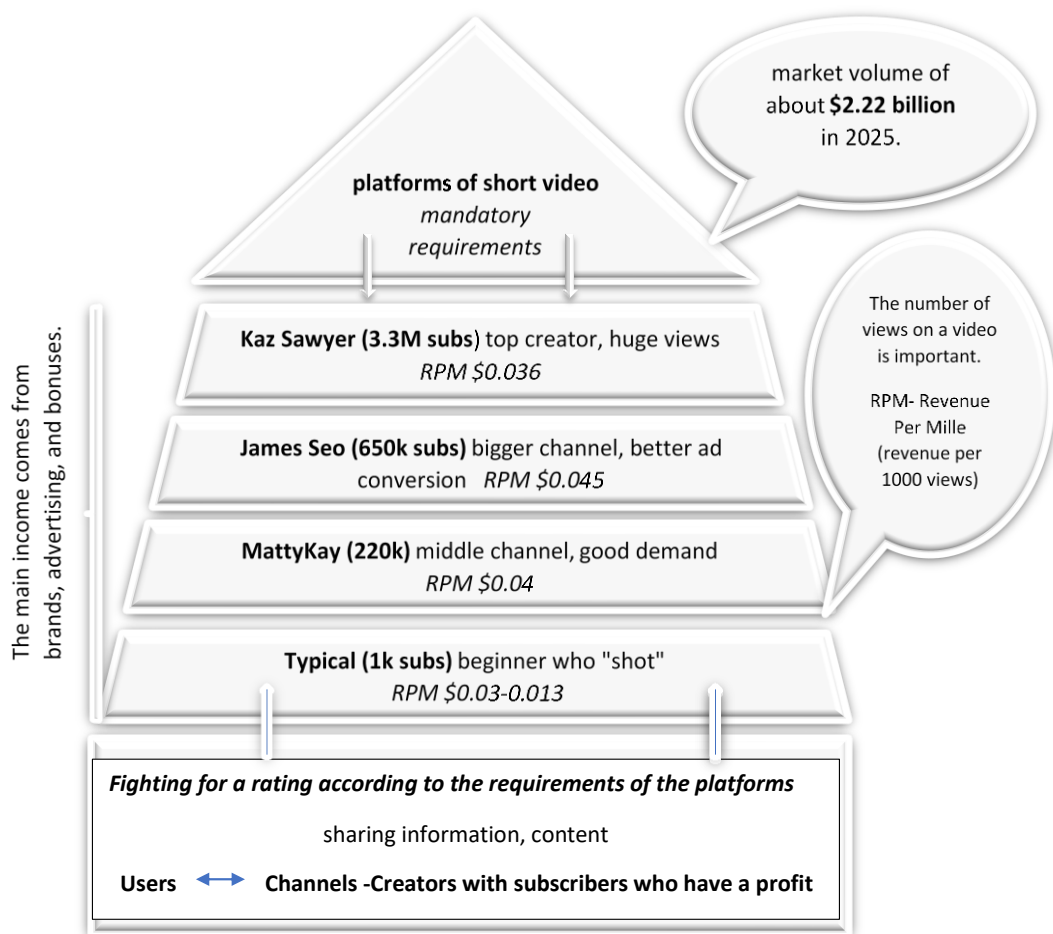 market volume of
about $2.22 billion
in 2025.
platforms of short video
mandatory
requirements
The number of
views on a video
is important.
RPM- Revenue
Per Mille
(revenue per
1000 views)
Kaz Sawyer (3.3M subs) top creator, huge views
RPM $0.036
James Seo (650k subs) bigger channel, better ad
conversion RPM $0.045
MattyKay (220k) middle channel, good demand
RPM $0.04
Typical (1k subs) beginner who "shot"
RPM $0.03-0.013
The main income comes from
brands, advertising, and bonuses.
Fighting for a rating according to the requirements of the platforms
sharing information, content
Users Channels -Creators with subscribers who have a profit